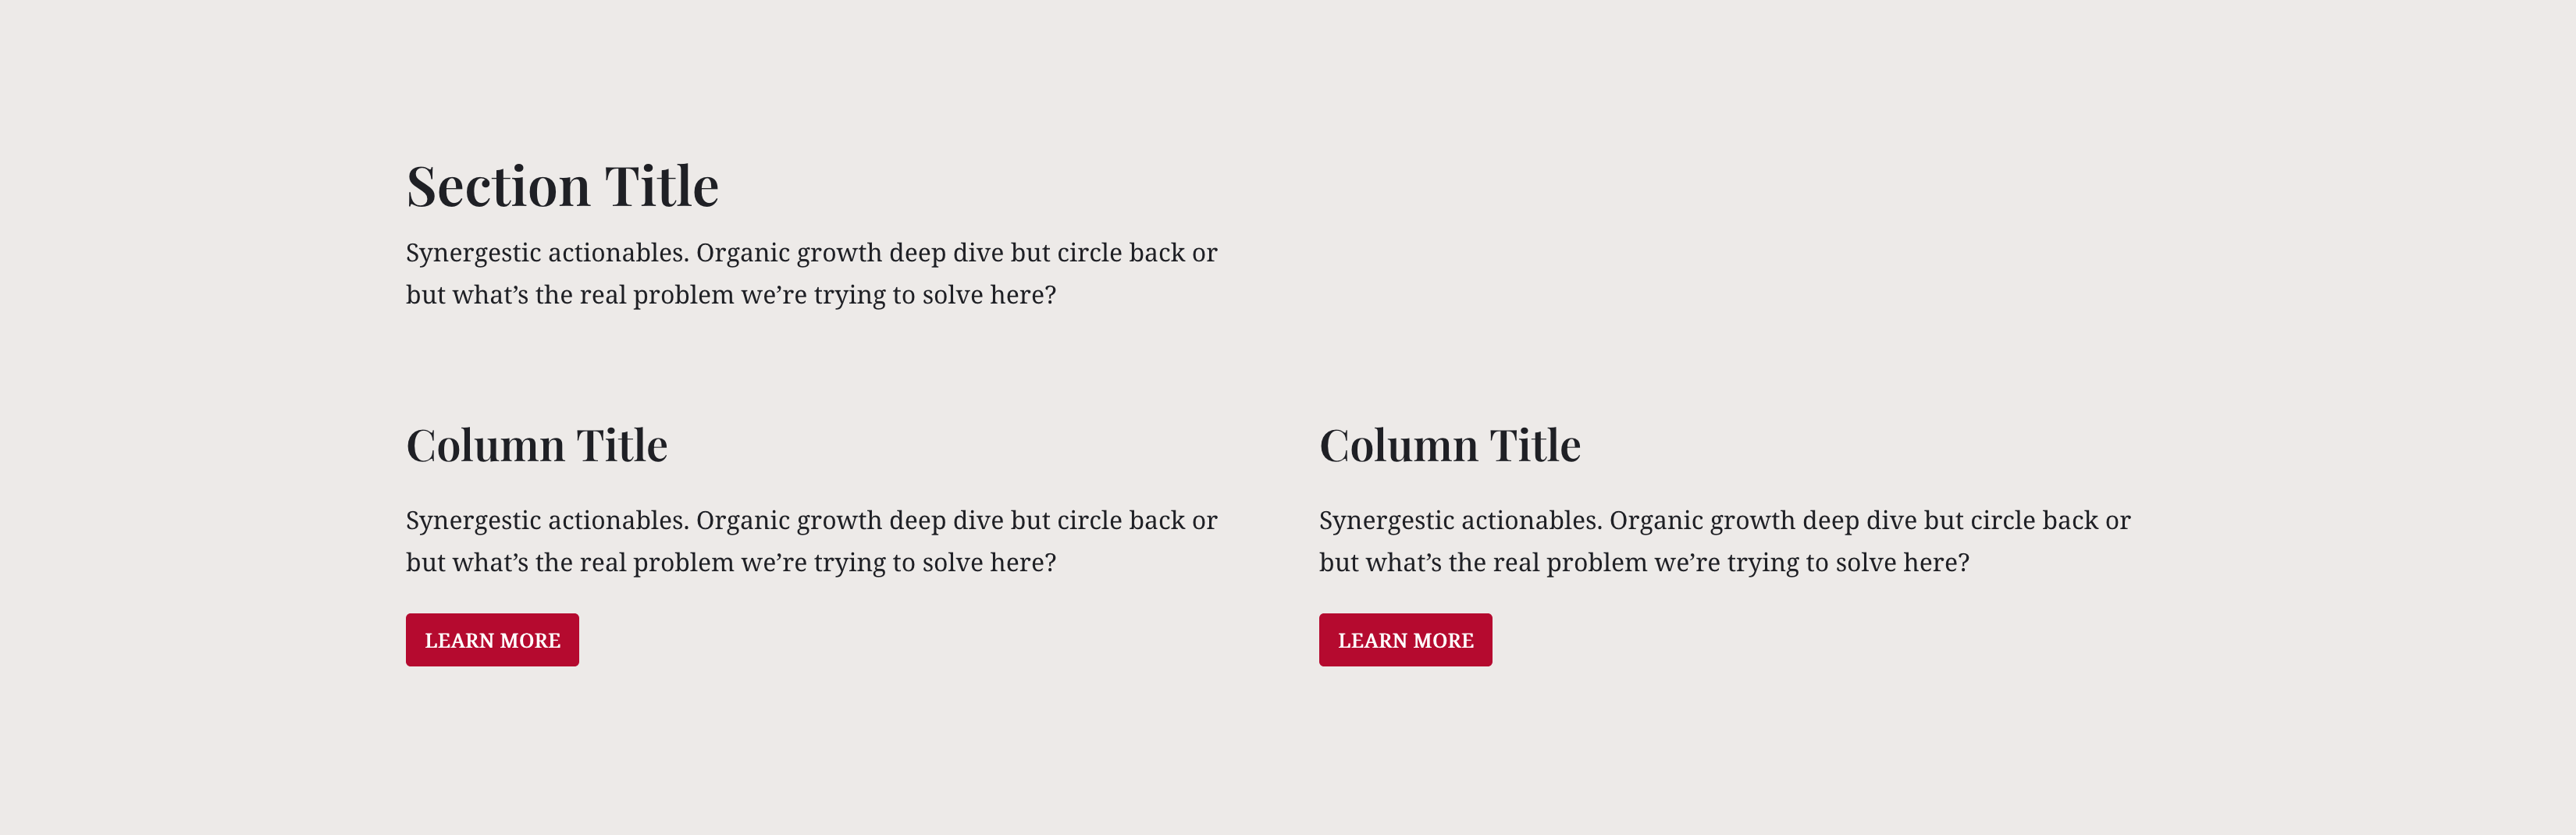 Section Title
Synergestic actionables. Organic growth deep dive but circle back or
but what’s the real problem we’re trying to solve here?
Column Title
Synergestic actionables. Organic growth deep dive but circle back or
but what’s the real problem we’re trying to solve here?
LEARN MORE
Column Title
Synergestic actionables. Organic growth deep dive but circle back or
but what’s the real problem we’re trying to solve here?
LEARN MORE